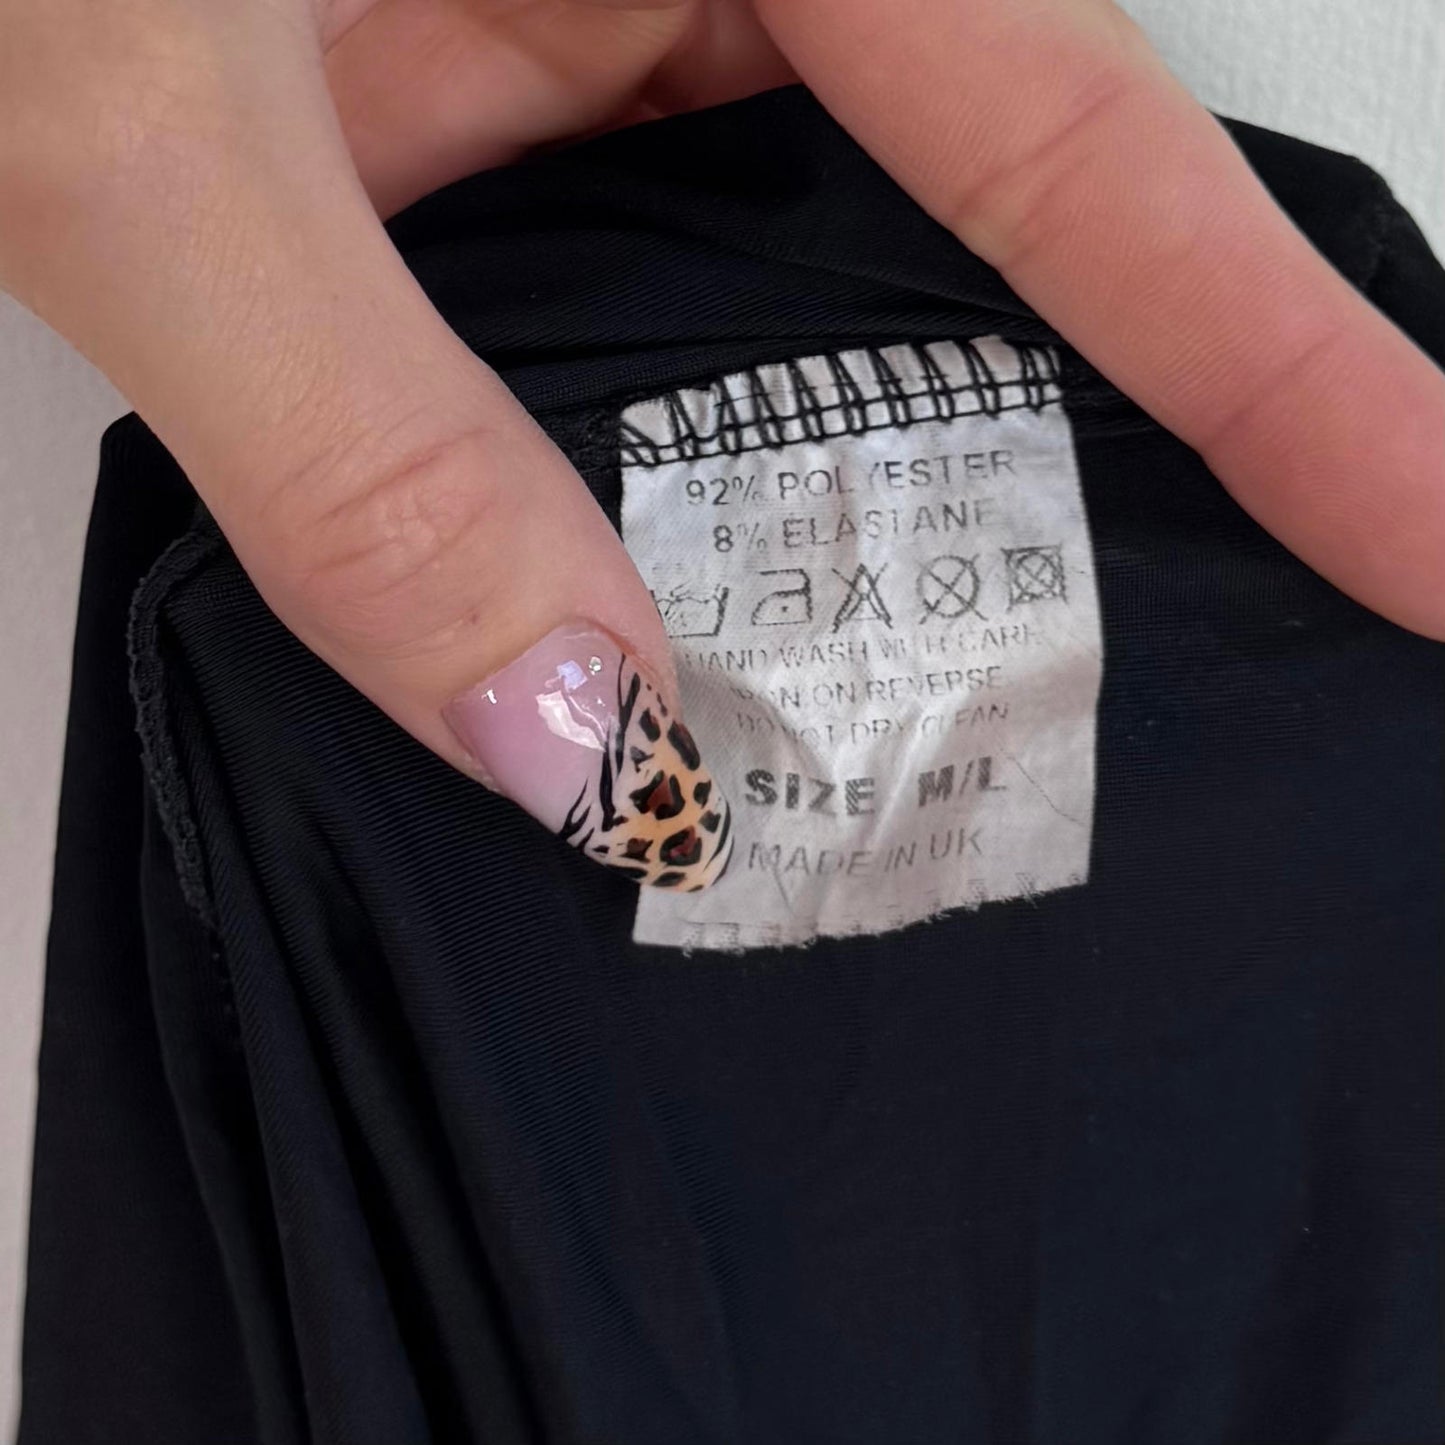 92% POLYESTER
8% ELASTANE
HAND WASH WITH CARE
IRON ON REVERSE
DO NOT DRY CLEAN
SIZE M/L
MADE IN UK